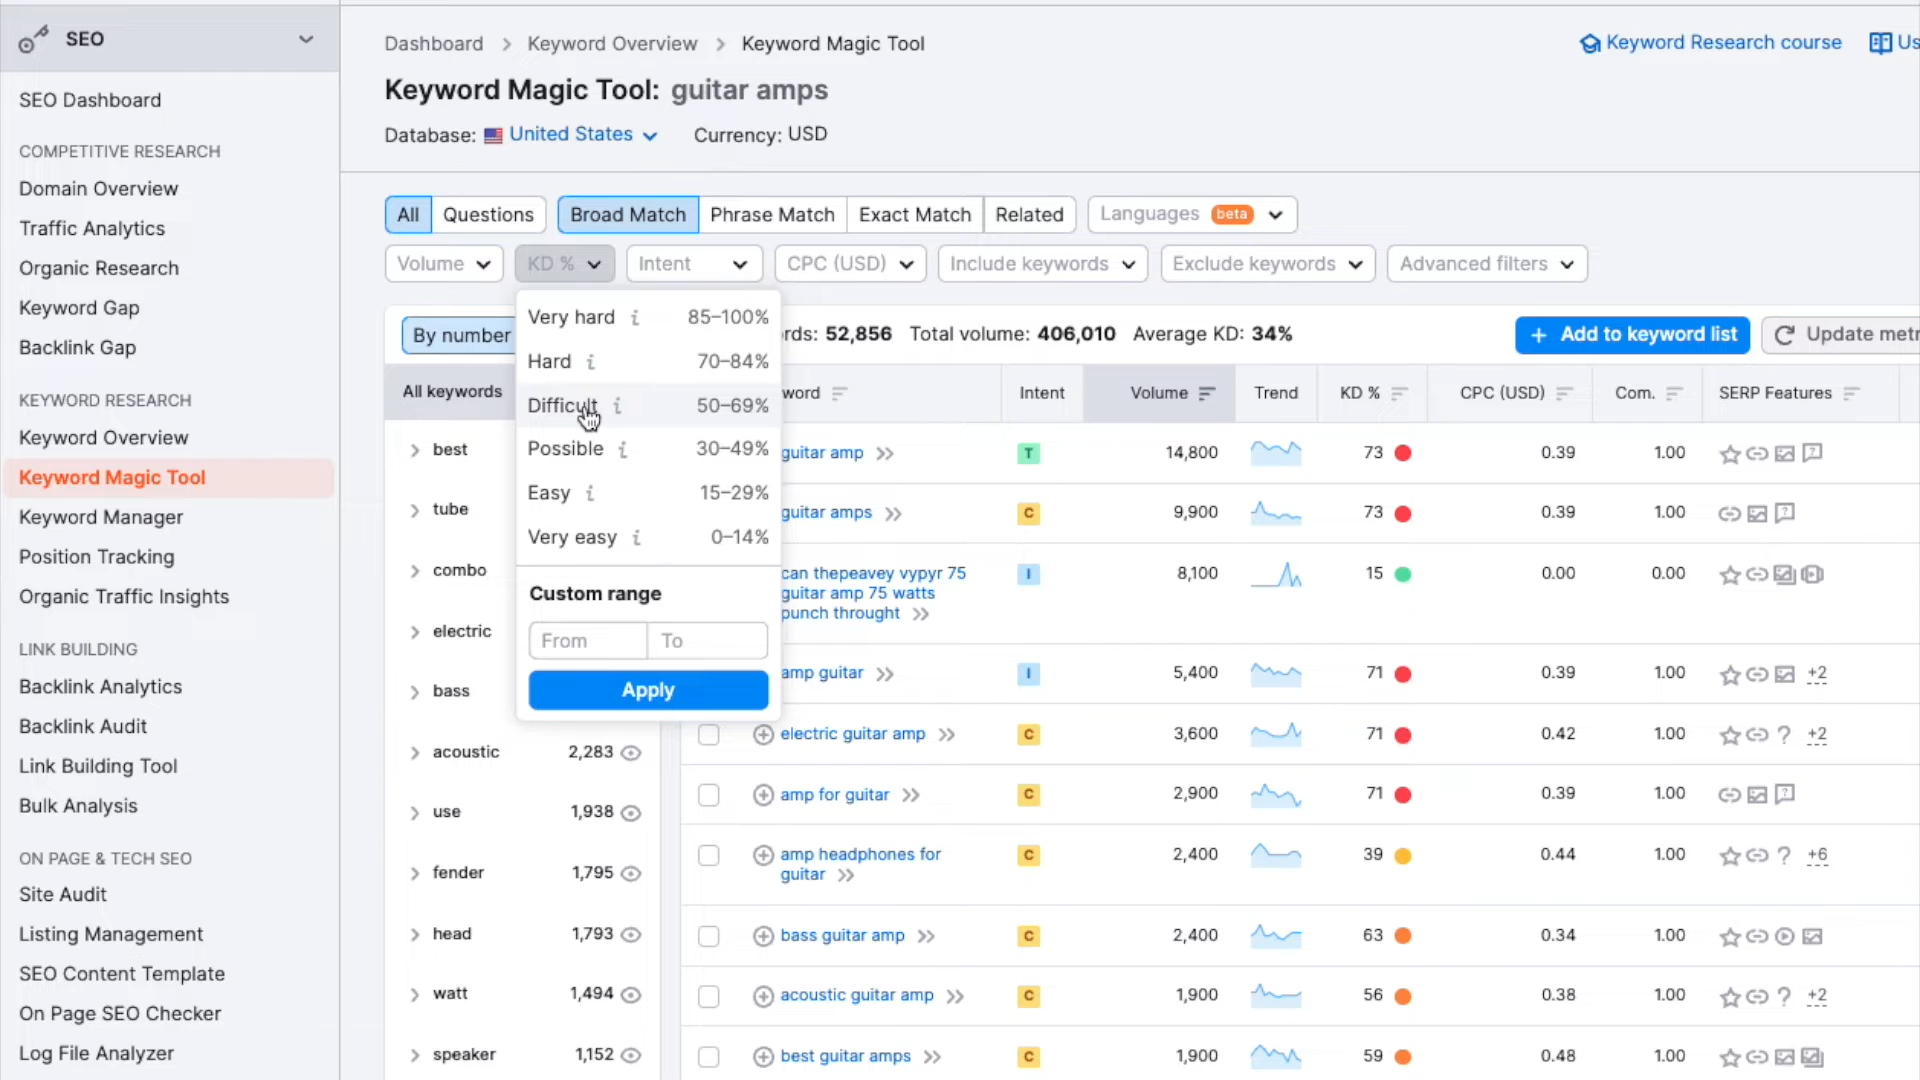 SEO
SEO Dashboard
COMPETITIVE RESEARCH
Domain Overview
Traffic Analytics
Organic Research
Keyword Gap
Backlink Gap
KEYWORD RESEARCH
Keyword Overview
Keyword Magic Tool
Keyword Manager
Position Tracking
Organic Traffic Insights
LINK BUILDING
Backlink Analytics
Backlink Audit
Link Building Tool
Bulk Analysis
ON PAGE & TECH SEO
Site Audit
Listing Management
SEO Content Template
On Page SEO Checker
Log File Analyzer
Dashboard > Keyword Overview > Keyword Magic Tool
Keyword Research course
Us
Keyword Magic Tool: guitar amps
Database: United States Currency: USD
All Questions Broad Match Phrase Match Exact Match Related Languages beta
Volume KD % Intent CPC (USD) Include keywords Exclude keywords Advanced filters
Very hard i 85–100%
Hard i 70–84%
Difficult i 50–69%
Possible i 30–49%
Easy i 15–29%
Very easy i 0–14%
Custom range
From To
Apply
By number
rds: 52,856 Total volume: 406,010 Average KD: 34%
+ Add to keyword list
Update metr
All keywords
best
tube
combo
electric
bass
acoustic 2,283
use 1,938
fender 1,795
head 1,793
watt 1,494
speaker 1,152
word Intent Volume Trend KD % CPC (USD) Com. SERP Features
guitar amp T 14,800 73 0.39 1.00
guitar amps C 9,900 73 0.39 1.00
can thepeavey vypyr 75 I 8,100 15 0.00 0.00
guitar amp 75 watts
punch throught
amp guitar I 5,400 71 0.39 1.00 +2
electric guitar amp C 3,600 71 0.42 1.00 +2
amp for guitar C 2,900 71 0.39 1.00
amp headphones for C 2,400 39 0.44 1.00 +6
guitar
bass guitar amp C 2,400 63 0.34 1.00
acoustic guitar amp C 1,900 56 0.38 1.00 +2
best guitar amps C 1,900 59 0.48 1.00